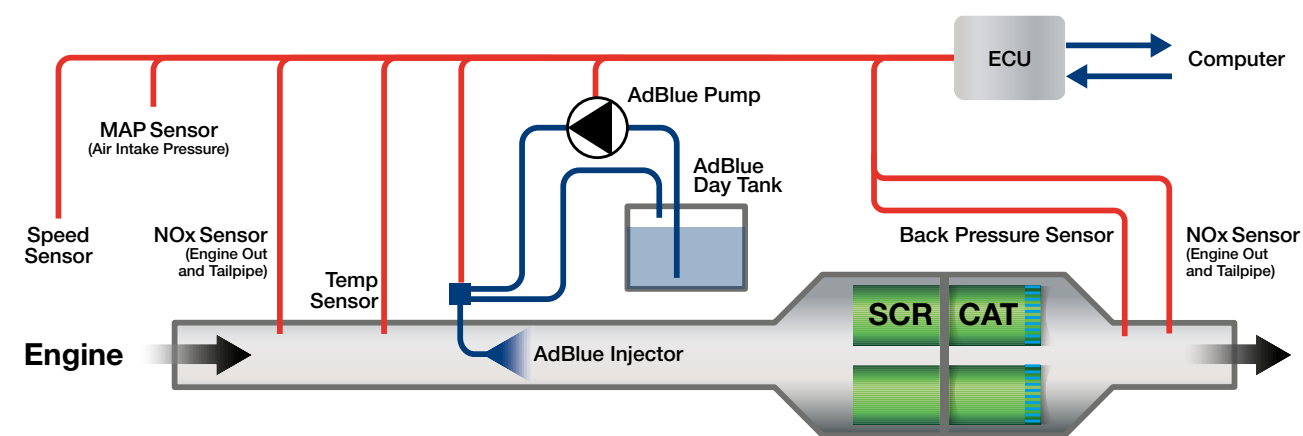 ECU
Computer
AdBlue Pump
MAP Sensor
(Air Intake Pressure)
AdBlue
Day Tank
Speed
Sensor
NOx Sensor
(Engine Out
and Tailpipe)
Temp
Sensor
Back Pressure Sensor
NOx Sensor
(Engine Out
and Tailpipe)
SCR CAT
Engine
AdBlue Injector